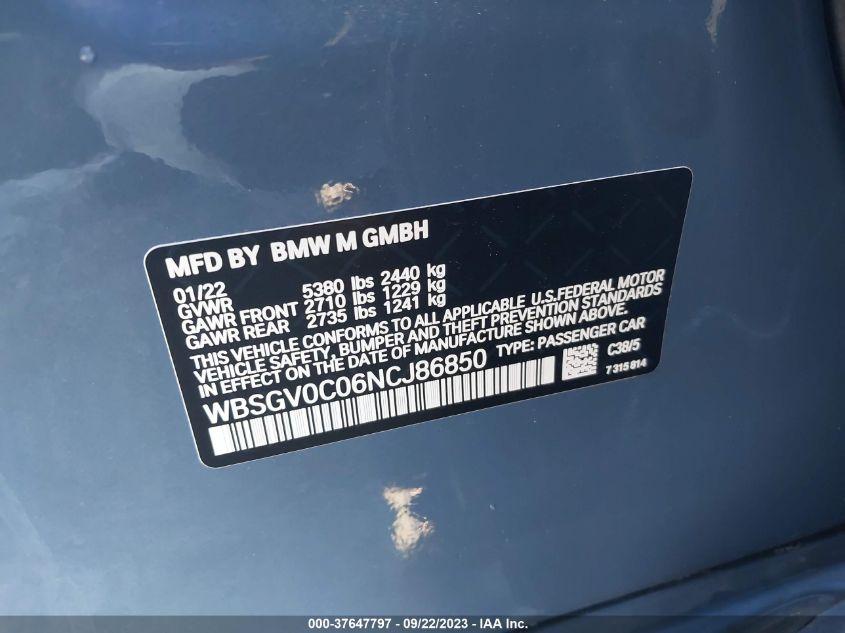 MFD BY BMW M GMBH
01/22
GVWR 5380 lbs 2440 kg
GAWR FRONT 2710 lbs 1229 kg
GAWR REAR 2735 lbs 1241 kg
THIS VEHICLE CONFORMS TO ALL APPLICABLE U.S.FEDERAL MOTOR
VEHICLE SAFETY, BUMPER AND THEFT PREVENTION STANDARDS
IN EFFECT ON THE DATE OF MANUFACTURE SHOWN ABOVE.
WBSGV0C06NCJ86850 TYPE: PASSENGER CAR
C38/5
7 315 814
000-37647797 - 09/22/2023 - IAA Inc.